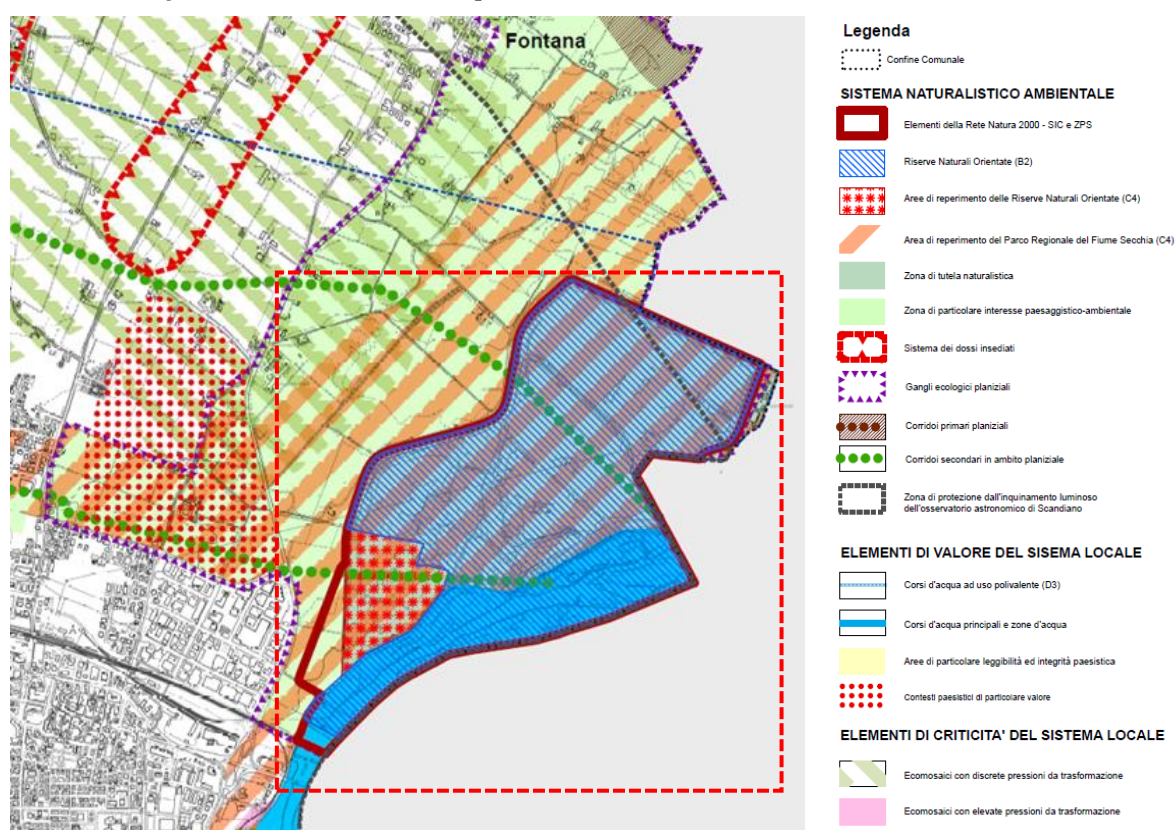 Fontana
Legenda
Confine Comunale
SISTEMA NATURALISTICO AMBIENTALE
Elementi della Rete Natura 2000 - SIC e ZPS
Riserve Naturali Orientate (B2)
Aree di reperimento delle Riserve Naturali Orientate (C4)
Area di reperimento del Parco Regionale del Fiume Secchia (C4)
Zona di tutela naturalistica
Zona di particolare interesse paesaggistico-ambientale
Sistema dei dossi insediati
Gangli ecologici planiziali
Corridoi primari planiziali
Corridoi secondari in ambito planiziale
Zona di protezione dall'inquinamento luminoso
dell'osservatorio astronomico di Scandiano
ELEMENTI DI VALORE DEL SISEMA LOCALE
Corsi d'acqua ad uso polivalente (D3)
Corsi d'acqua principali e zone d'acqua
Aree di particolare leggibilità ed integrità paesistica
Contesti paesistici di particolare valore
ELEMENTI DI CRITICITA' DEL SISTEMA LOCALE
Ecomosaici con discrete pressioni da trasformazione
Ecomosaici con elevate pressioni da trasformazione